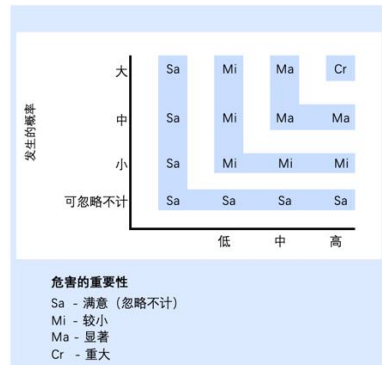 发生的概率
大 Sa Mi Ma Cr
中 Sa Mi Ma Ma
小 Sa Mi Mi Mi
可忽略不计 Sa Sa Sa Sa
低 中 高
危害的重要性
Sa - 满意（忽略不计）
Mi - 较小
Ma - 显著
Cr - 重大